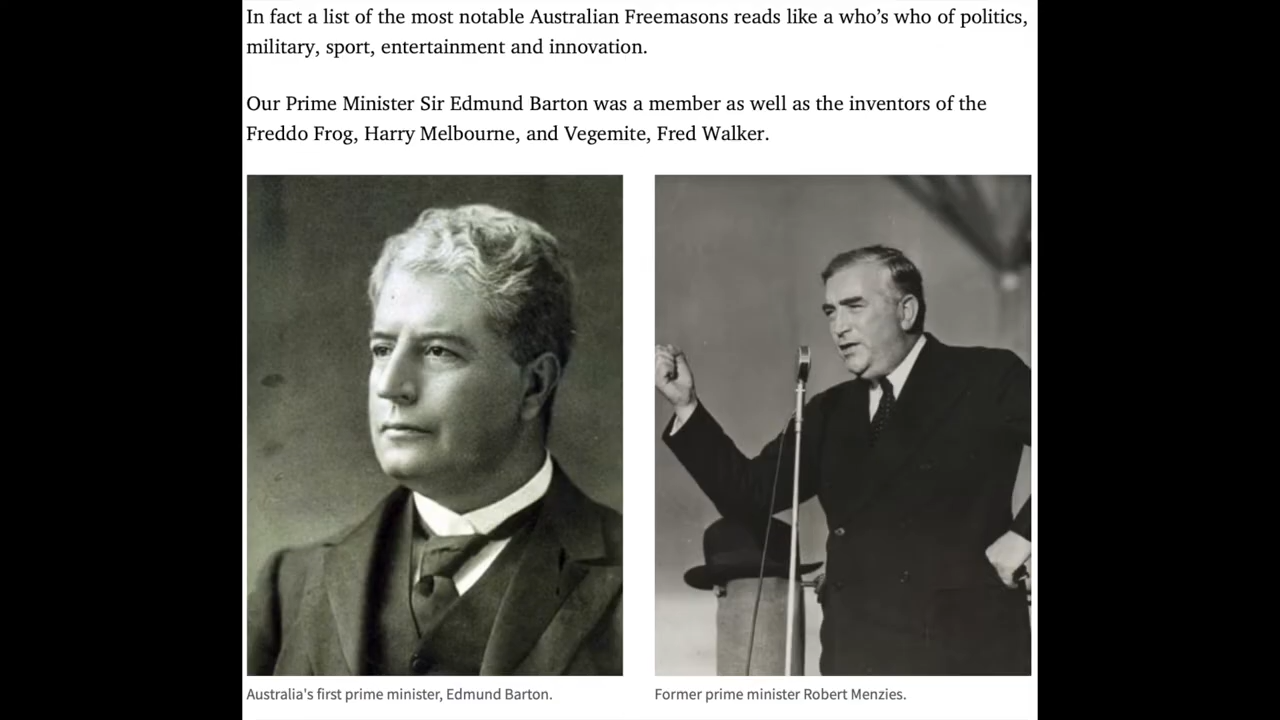 In fact a list of the most notable Australian Freemasons reads like a who’s who of politics,
military, sport, entertainment and innovation.
Our Prime Minister Sir Edmund Barton was a member as well as the inventors of the
Freddo Frog, Harry Melbourne, and Vegemite, Fred Walker.
Australia's first prime minister, Edmund Barton.
Former prime minister Robert Menzies.